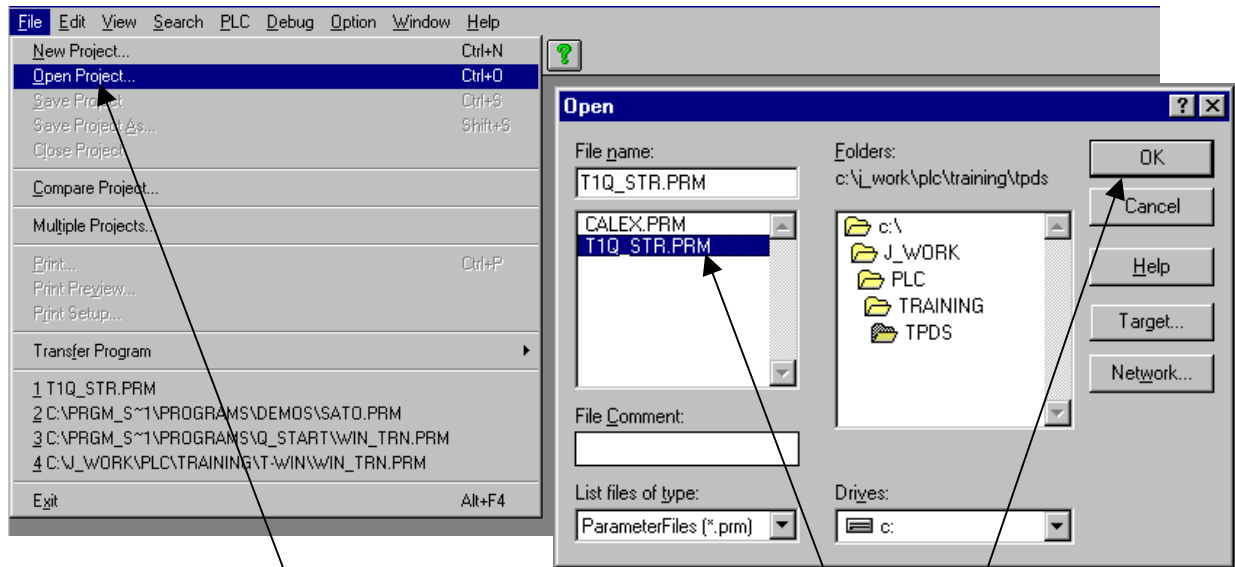 File Edit View Search PLC Debug Option Window Help
New Project... Ctrl+N
Open Project... Ctrl+O
Save Project Ctrl+S
Save Project As... Shift+S
Close Project
Compare Project...
Multiple Projects...
Print... Ctrl+P
Print Preview...
Print Setup...
Transfer Program
1 T1Q_STR.PRM
2 C:\PRGM_S~1\PROGRAMS\DEMOS\SATO.PRM
3 C:\PRGM_S~1\PROGRAMS\Q_START\WIN_TRN.PRM
4 C:\J_WORK\PLC\TRAINING\T-WIN\WIN_TRN.PRM
Exit Alt+F4
?
Open ? X
File name:
T1Q_STR.PRM
CALEX.PRM
T1Q_STR.PRM
File Comment:
List files of type:
ParameterFiles (*.prm)
Folders:
c:\j_work\plc\training\tpds
c:\
J_WORK
PLC
TRAINING
TPDS
Drives:
c:
OK
Cancel
Help
Target...
Network...